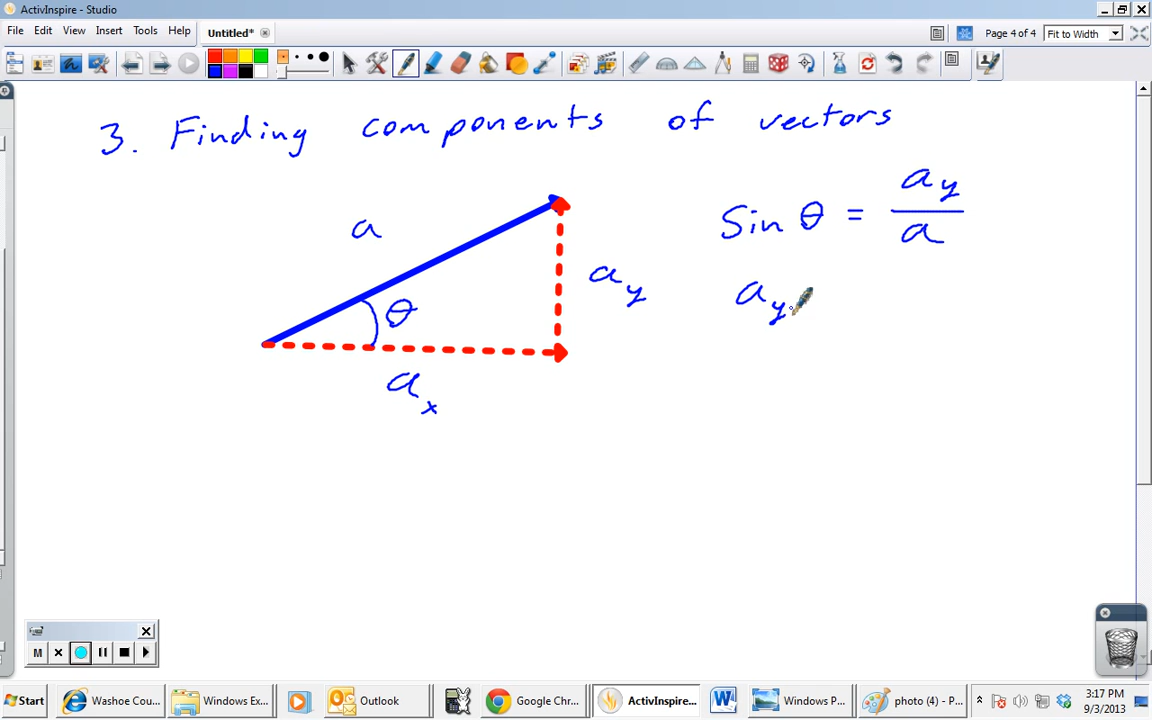 ActivInspire - Studio
File Edit View Insert Tools Help Untitled* Page 4 of 4 Fit to Width
3. Finding components of vectors
a
Sin θ = a_y / a
θ
a_y
a_y
a_x
M
Start Washoe Cou... Windows Ex... Outlook Google Chr... ActivInspire... Windows P... photo (4) - P... 3:17 PM
9/3/2013